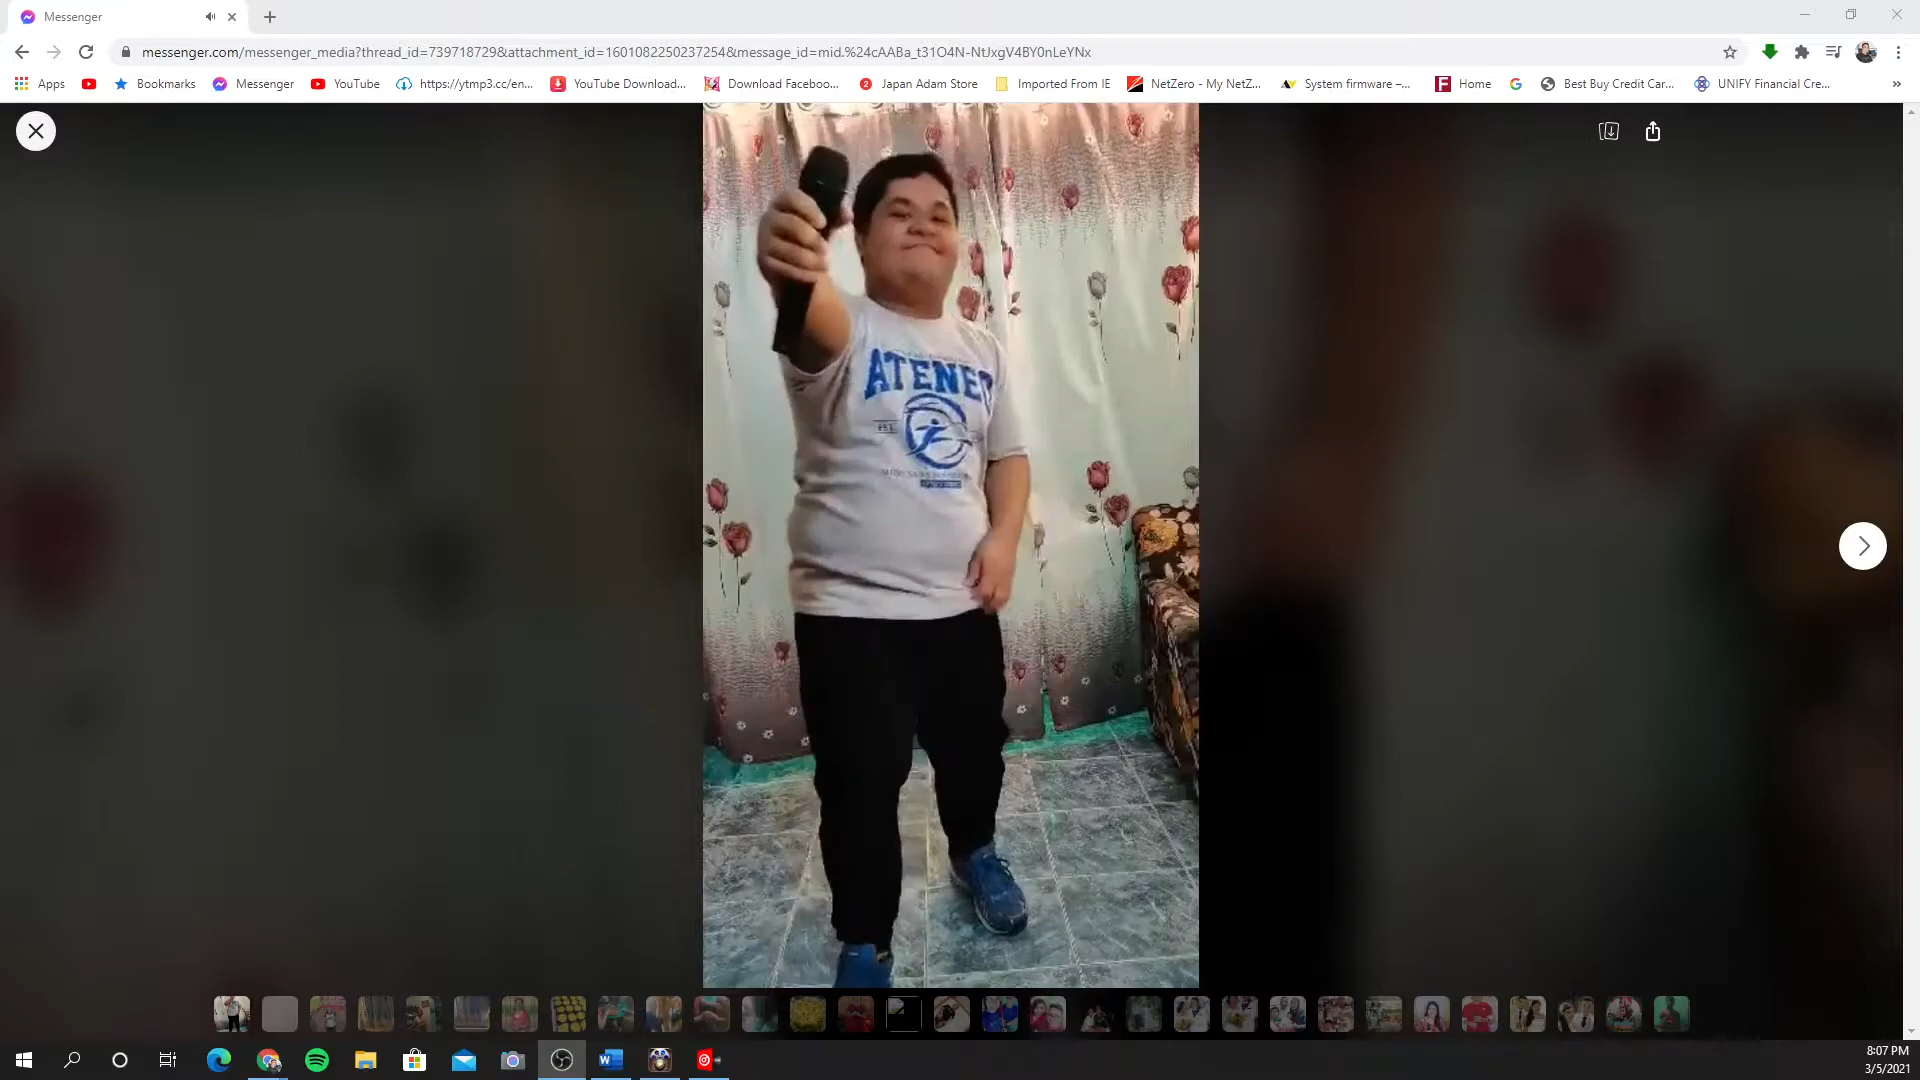 Messenger
messenger.com/messenger_media?thread_id=739718729&attachment_id=1601082250237254&message_id=mid.%24cAABa_t31O4N-NtJxgV4BY0nLeYNx
Apps
Bookmarks
Messenger
YouTube
https://ytmp3.cc/en...
YouTube Download...
Download Faceboo...
2 Japan Adam Store
Imported From IE
NetZero - My NetZ...
System firmware –...
Home
Best Buy Credit Car...
UNIFY Financial Cre...
»
ATENEO
8:07 PM
3/5/2021